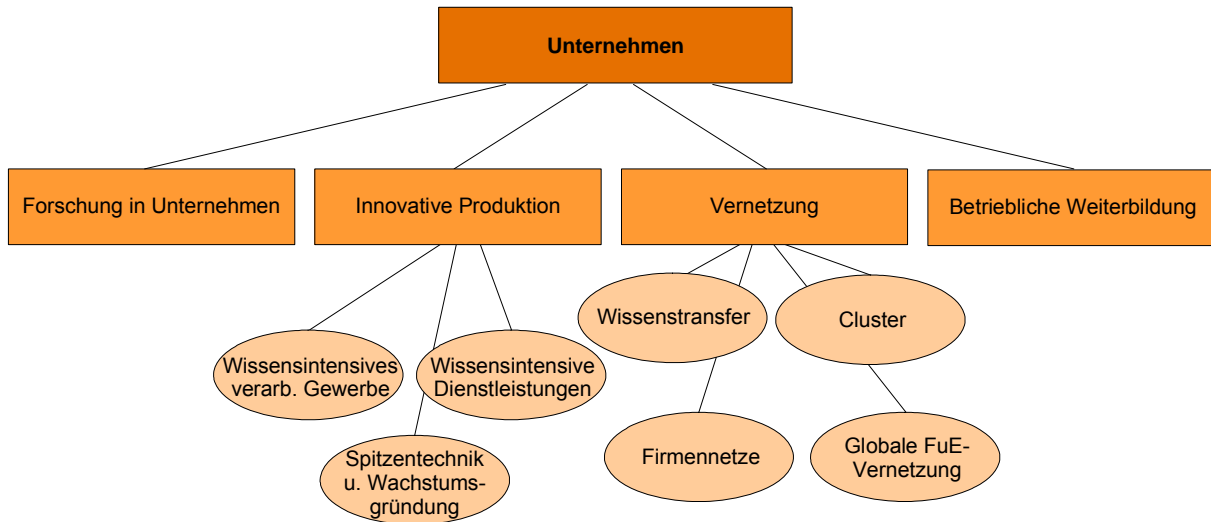 Unternehmen
Forschung in Unternehmen
Innovative Produktion
Vernetzung
Betriebliche Weiterbildung
Wissenstransfer
Cluster
Wissensintensives
verarb. Gewerbe
Wissensintensive
Dienstleistungen
Spitzentechnik
u. Wachstums-
gründung
Firmennetze
Globale FuE-
Vernetzung